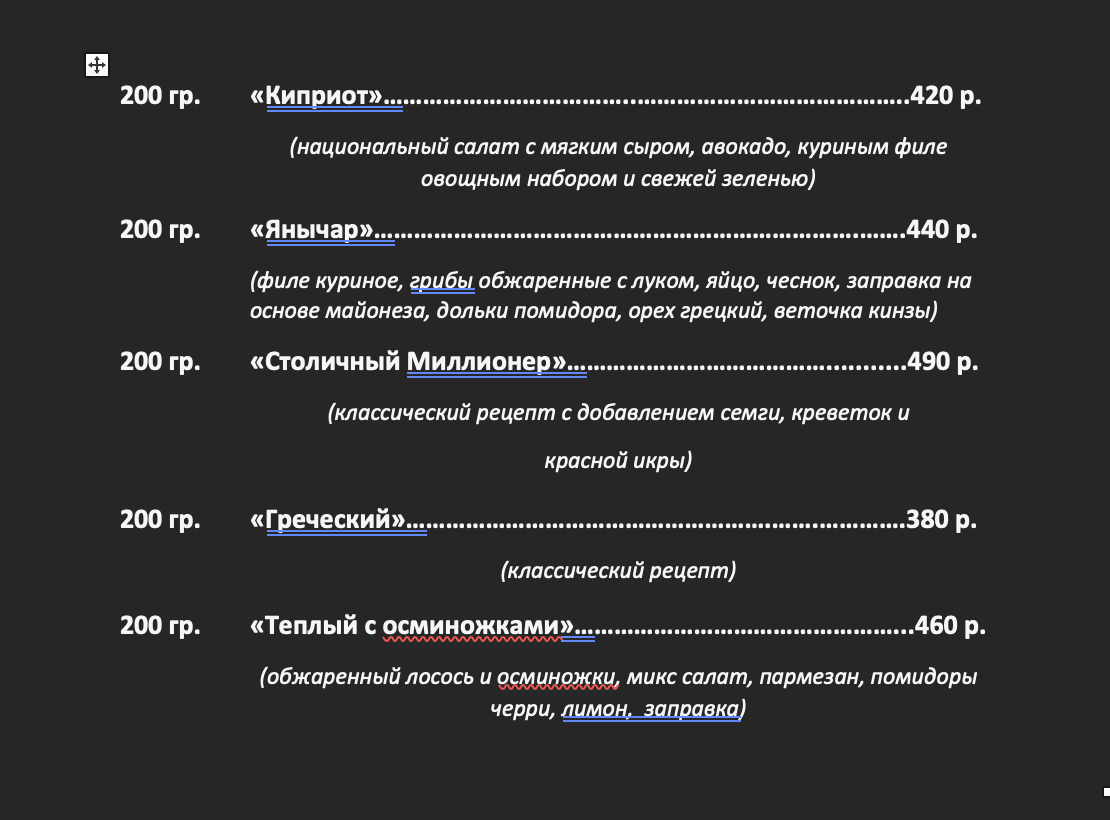 200 гр. «Киприот»……………………………………………………………………….420 р.
(национальный салат с мягким сыром, авокадо, куриным филе
овощным набором и свежей зеленью)
200 гр. «Янычар»……………………………………………………………………….440 р.
(филе куриное, грибы обжаренные с луком, яйцо, чеснок, заправка на
основе майонеза, дольки помидора, орех грецкий, веточка кинзы)
200 гр. «Столичный Миллионер»…………………………………............490 р.
(классический рецепт с добавлением семги, креветок и
красной икры)
200 гр. «Греческий»…………………………………………………………………….380 р.
(классический рецепт)
200 гр. «Теплый с осминожками»……………………………………………...460 р.
(обжаренный лосось и осминожки, микс салат, пармезан, помидоры
черри, лимон,  заправка)